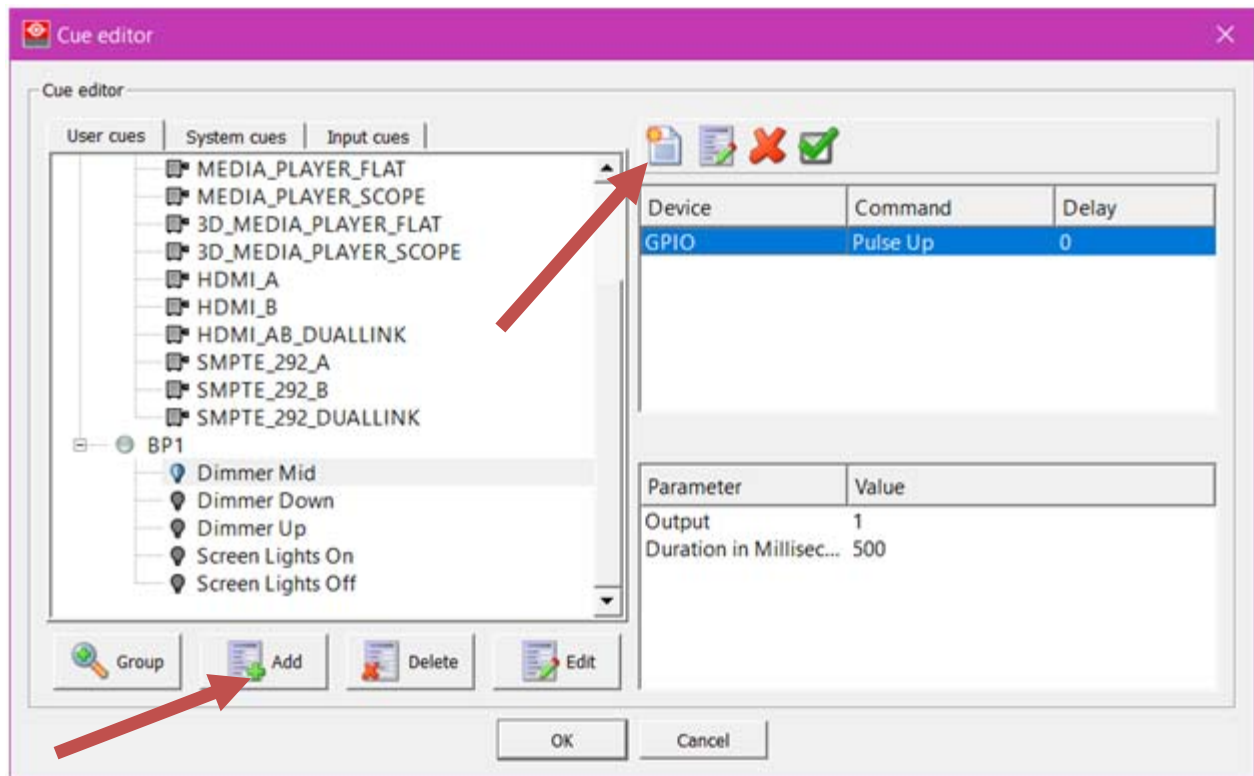 Cue editor
Cue editor
User cues
System cues
Input cues
MEDIA_PLAYER_FLAT
MEDIA_PLAYER_SCOPE
3D_MEDIA_PLAYER_FLAT
3D_MEDIA_PLAYER_SCOPE
HDMI_A
HDMI_B
HDMI_AB_DUALLINK
SMPTE_292_A
SMPTE_292_B
SMPTE_292_DUALLINK
BP1
Dimmer Mid
Dimmer Down
Dimmer Up
Screen Lights On
Screen Lights Off
Group
Add
Delete
Edit
Device Command Delay
GPIO Pulse Up 0
Parameter Value
Output 1
Duration in Millisec... 500
OK
Cancel